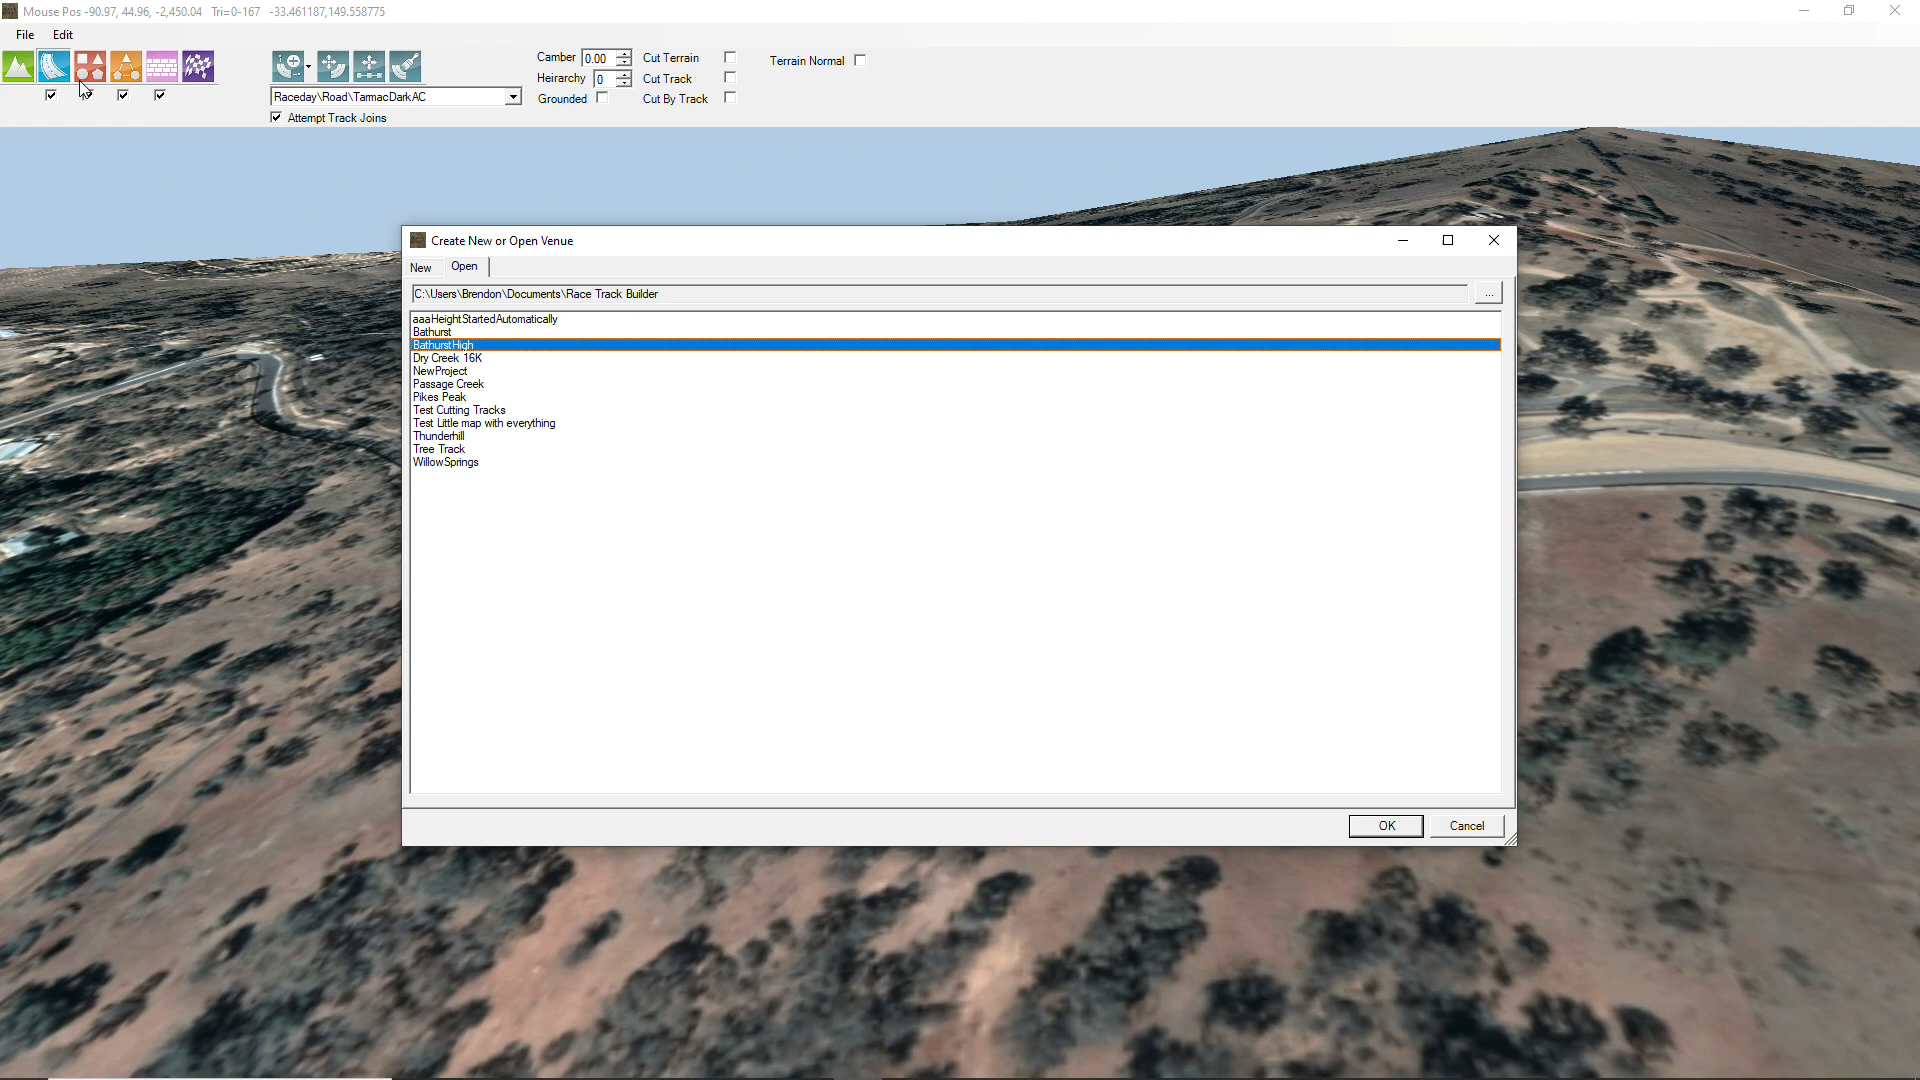 Mouse Pos -90.97, 44.96, -2,450.04 Tri=0-167 -33.461187,149.558775
File Edit
Camber 0.00 Cut Terrain Terrain Normal
Heirarchy 0 Cut Track
Raceday\Road\TarmacDarkAC Grounded Cut By Track
Attempt Track Joins
Create New or Open Venue
New Open
C:\Users\Brendon\Documents\Race Track Builder ...
aaaHeightStartedAutomatically
Bathurst
BathurstHigh
Dry Creek 16K
NewProject
Passage Creek
Pikes Peak
Test Cutting Tracks
Test Little map with everything
Thunderhill
Tree Track
WillowSprings
OK Cancel